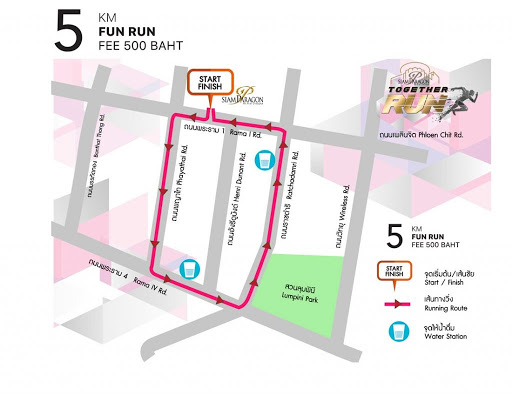 5 KM
FUN RUN
FEE 500 BAHT
START
FINISH
SIAM PARAGON
SIAM PARAGON
TOGETHER
RUN
ถนนพระราม 1 Rama I Rd.
ถนนเพลินจิต Phloen Chit Rd.
ถนนบรรทัดทอง Banthat Thong Rd.
ถนนพญาไท Phayathai Rd.
ถนนอังรีดูนังต์ Henri Dunant Rd.
ถนนราชดำริ Ratchadamri Rd.
ถนนวิทยุ Wireless Rd.
ถนนพระราม 4 Rama IV Rd.
สวนลุมพินี
Lumpini Park
5 KM
FUN RUN
FEE 500 BAHT
START
FINISH
จุดเริ่มต้น/เส้นชัย
Start / Finish
เส้นทางวิ่ง
Running Route
จุดให้น้ำดื่ม
Water Station